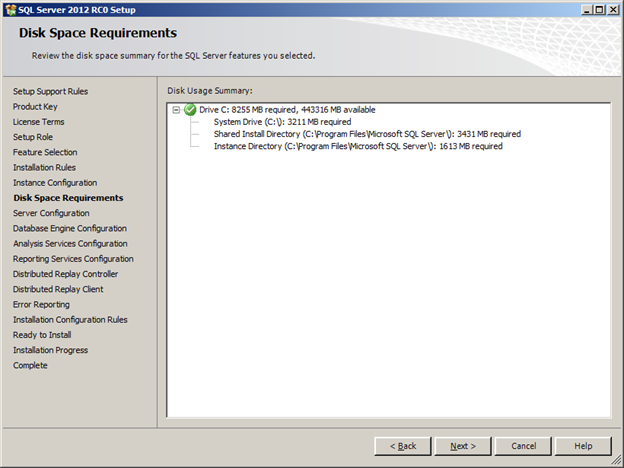 SQL Server 2012 RC0 Setup
Disk Space Requirements
Review the disk space summary for the SQL Server features you selected.
Setup Support Rules
Product Key
License Terms
Setup Role
Feature Selection
Installation Rules
Instance Configuration
Disk Space Requirements
Server Configuration
Database Engine Configuration
Analysis Services Configuration
Reporting Services Configuration
Distributed Replay Controller
Distributed Replay Client
Error Reporting
Installation Configuration Rules
Ready to Install
Installation Progress
Complete
Disk Usage Summary:
Drive C: 8255 MB required, 443316 MB available
System Drive (C:\): 3211 MB required
Shared Install Directory (C:\Program Files\Microsoft SQL Server\): 3431 MB required
Instance Directory (C:\Program Files\Microsoft SQL Server\): 1613 MB required
< Back
Next >
Cancel
Help